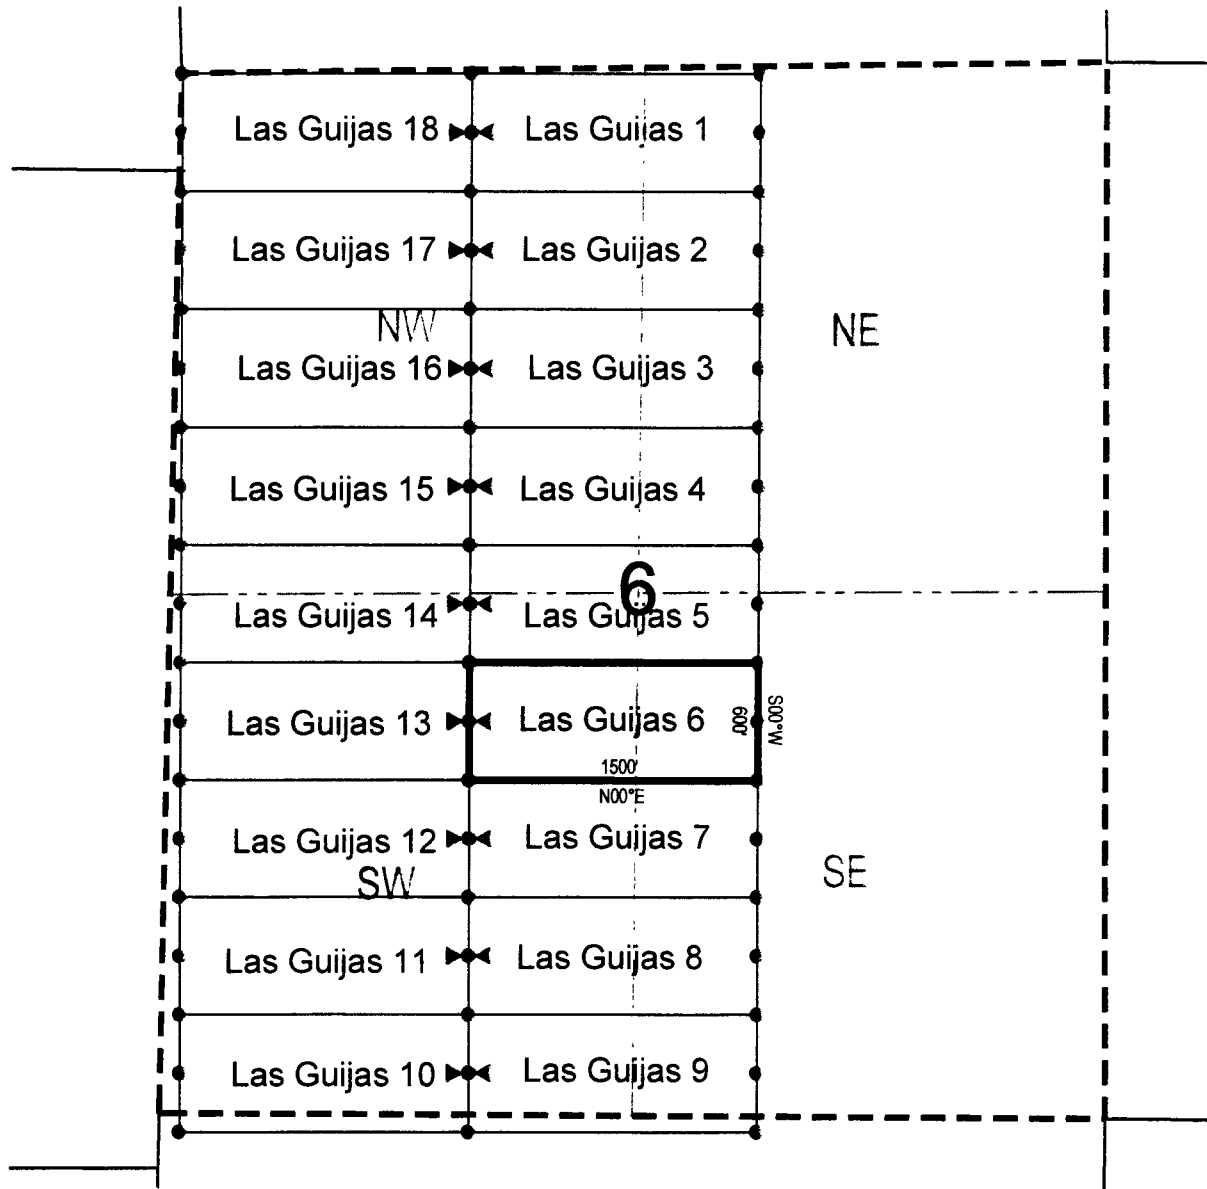 Las Guijas 18
Las Guijas 1
Las Guijas 17
Las Guijas 2
NW
NE
Las Guijas 16
Las Guijas 3
Las Guijas 15
Las Guijas 4
6
Las Guijas 14
Las Guijas 5
Las Guijas 13
Las Guijas 6
600'
S00°W
1500'
N00°E
Las Guijas 12
Las Guijas 7
SW
SE
Las Guijas 11
Las Guijas 8
Las Guijas 10
Las Guijas 9